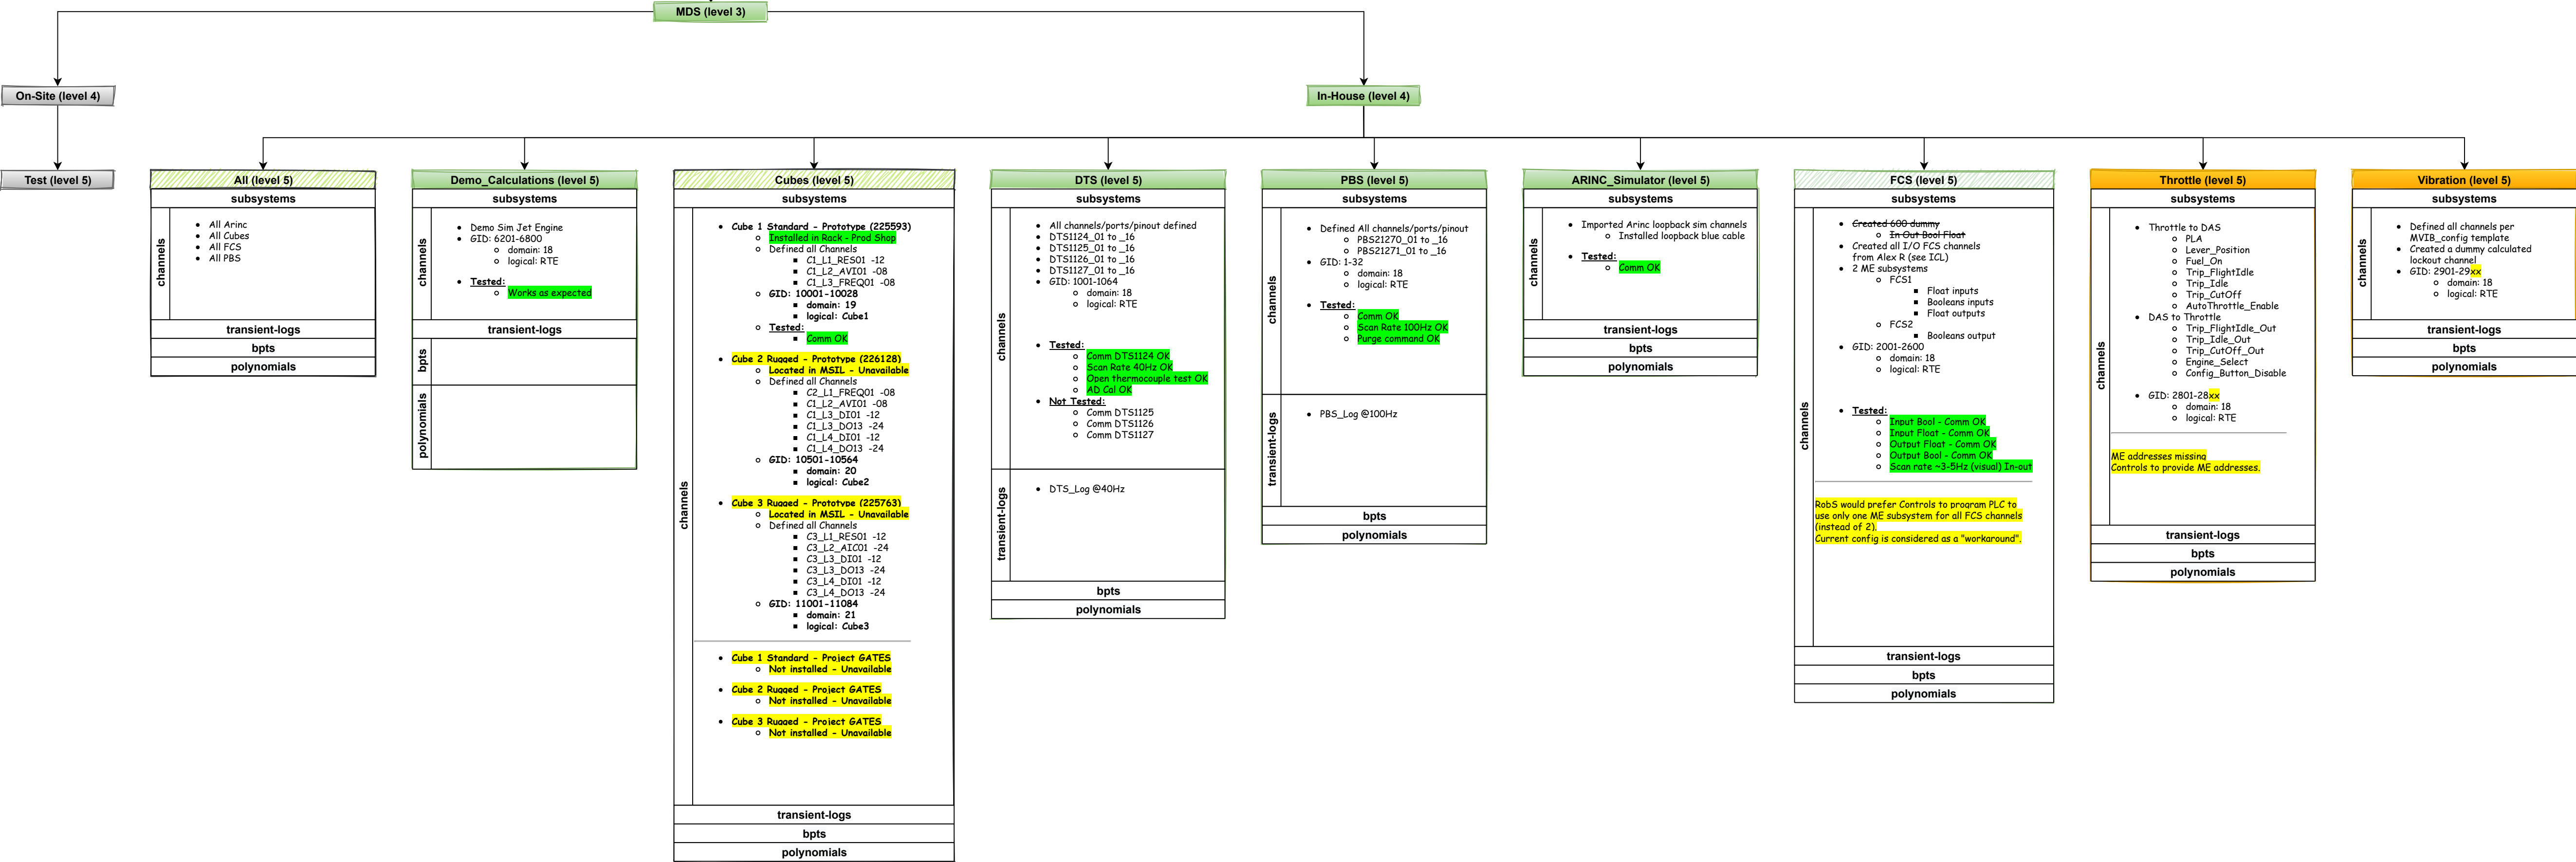 MDS (level 3)
On-Site (level 4)
In-House (level 4)
Test (level 5)
All (level 5)
subsystems
channels
All Arinc
All Cubes
All FCS
All PBS
transient-logs
bpts
polynomials
Demo_Calculations (level 5)
subsystems
channels
Demo Sim Jet Engine
GID: 6201-6800
domain: 18
logical: RTE
Tested:
Works as expected
transient-logs
bpts
polynomials
Cubes (level 5)
subsystems
channels
Cube 1 Standard - Prototype (225593)
Installed in Rack - Prod Shop
Defined all Channels
C1_L1_RES01 -12
C1_L2_AVI01 -08
C1_L3_FREQ01 -08
GID: 10001-10028
domain: 19
logical: Cube1
Tested:
Comm OK
Cube 2 Rugged - Prototype (226128)
Located in MSIL - Unavailable
Defined all Channels
C2_L1_FREQ01 -08
C1_L2_AVI01 -08
C1_L3_DI01 -12
C1_L3_DO13 -24
C1_L4_DI01 -12
C1_L4_DO13 -24
GID: 10501-10564
domain: 20
logical: Cube2
Cube 3 Rugged - Prototype (225763)
Located in MSIL - Unavailable
Defined all Channels
C3_L1_RES01 -12
C3_L2_AIC01 -24
C3_L3_DI01 -12
C3_L3_DO13 -24
C3_L4_DI01 -12
C3_L4_DO13 -24
GID: 11001-11084
domain: 21
logical: Cube3
Cube 1 Standard - Project GATES
Not installed - Unavailable
Cube 2 Rugged - Project GATES
Not installed - Unavailable
Cube 3 Rugged - Project GATES
Not installed - Unavailable
transient-logs
bpts
polynomials
DTS (level 5)
subsystems
channels
All channels/ports/pinout defined
DTS1124_01 to _16
DTS1125_01 to _16
DTS1126_01 to _16
DTS1127_01 to _16
GID: 1001-1064
domain: 18
logical: RTE
Tested:
Comm DTS1124 OK
Scan Rate 40Hz OK
Open thermocouple test OK
AD Cal OK
Not Tested:
Comm DTS1125
Comm DTS1126
Comm DTS1127
transient-logs
DTS_Log @40Hz
bpts
polynomials
PBS (level 5)
subsystems
channels
Defined All channels/ports/pinout
PBS21270_01 to _16
PBS21271_01 to _16
GID: 1-32
domain: 18
logical: RTE
Tested:
Comm OK
Scan Rate 100Hz OK
Purge command OK
transient-logs
PBS_Log @100Hz
bpts
polynomials
ARINC_Simulator (level 5)
subsystems
channels
Imported Arinc loopback sim channels
Installed loopback blue cable
Tested:
Comm OK
transient-logs
bpts
polynomials
FCS (level 5)
subsystems
channels
Created 600 dummy
In Out Bool Float
Created all I/O FCS channels
from Alex R (see ICL)
2 ME subsystems
FCS1
Float inputs
Booleans inputs
Float outputs
FCS2
Booleans output
GID: 2001-2600
domain: 18
logical: RTE
Tested:
Input Bool - Comm OK
Input Float - Comm OK
Output Float - Comm OK
Output Bool - Comm OK
Scan rate ~3-5Hz (visual) In-out
RobS would prefer Controls to program PLC to
use only one ME subsystem for all FCS channels
(instead of 2).
Current config is considered as a "workaround".
transient-logs
bpts
polynomials
Throttle (level 5)
subsystems
channels
Throttle to DAS
PLA
Lever_Position
Fuel_On
Trip_FlightIdle
Trip_Idle
Trip_CutOff
AutoThrottle_Enable
DAS to Throttle
Trip_FlightIdle_Out
Trip_Idle_Out
Trip_CutOff_Out
Engine_Select
Config_Button_Disable
GID: 2801-28xx
domain: 18
logical: RTE
ME addresses missing
Controls to provide ME addresses.
transient-logs
bpts
polynomials
Vibration (level 5)
subsystems
channels
Defined all channels per
MVIB_config template
Created a dummy calculated
lockout channel
GID: 2901-29xx
domain: 18
logical: RTE
transient-logs
bpts
polynomials